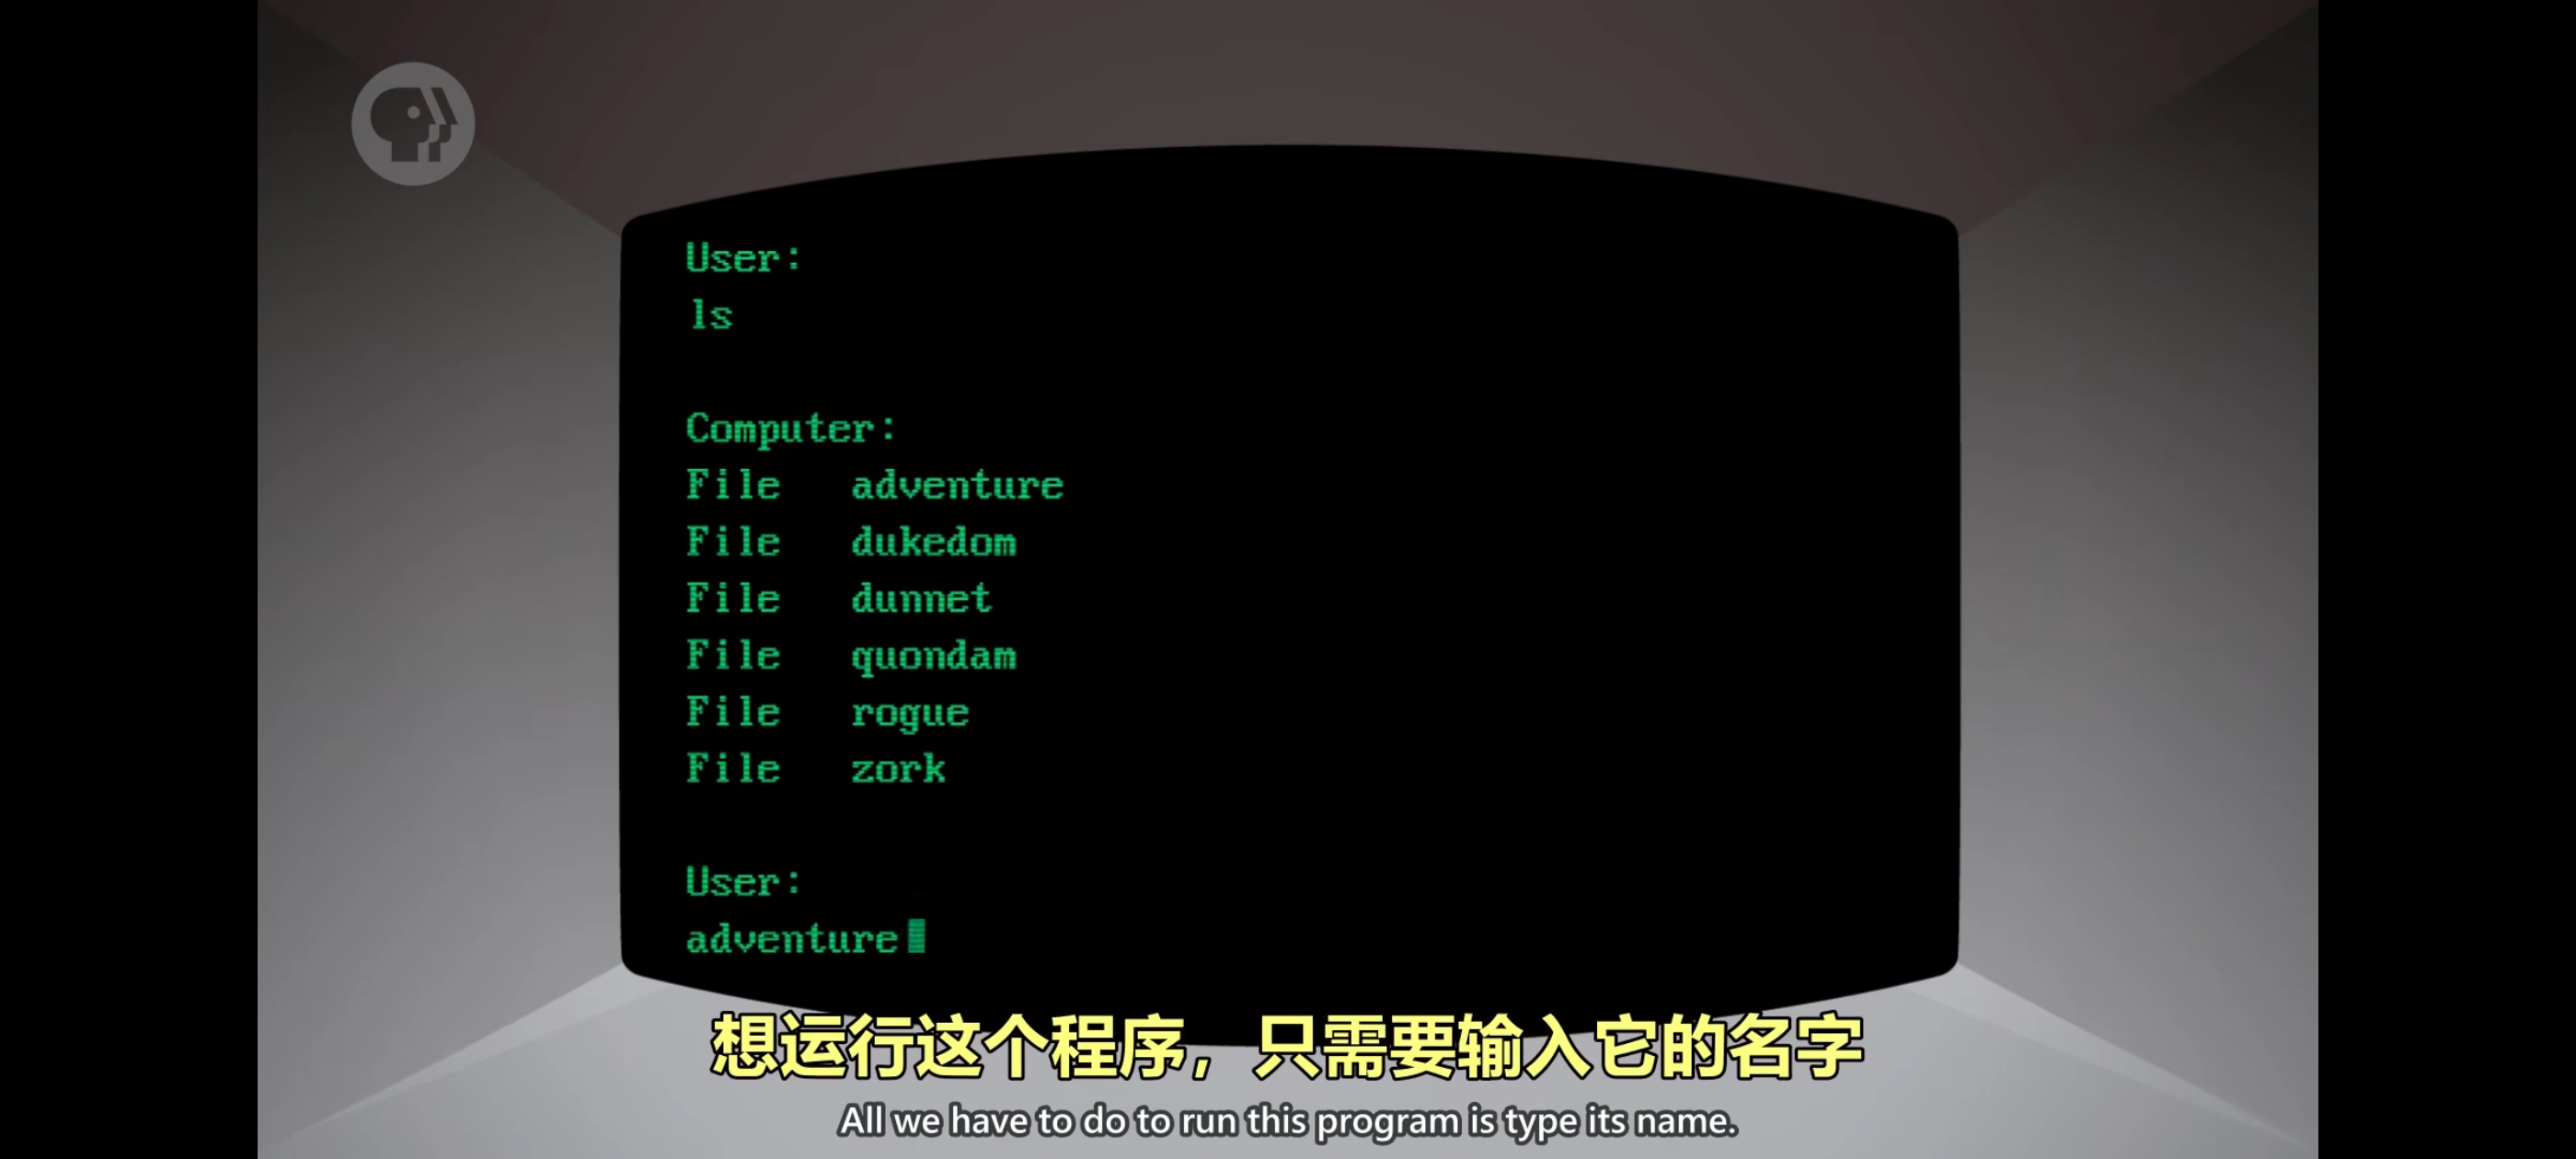 User:
ls
Computer:
File adventure
File dukedom
File dunnet
File quondam
File rogue
File zork
User:
adventure
想运行这个程序，只需要输入它的名字
All we have to do to run this program is type its name.